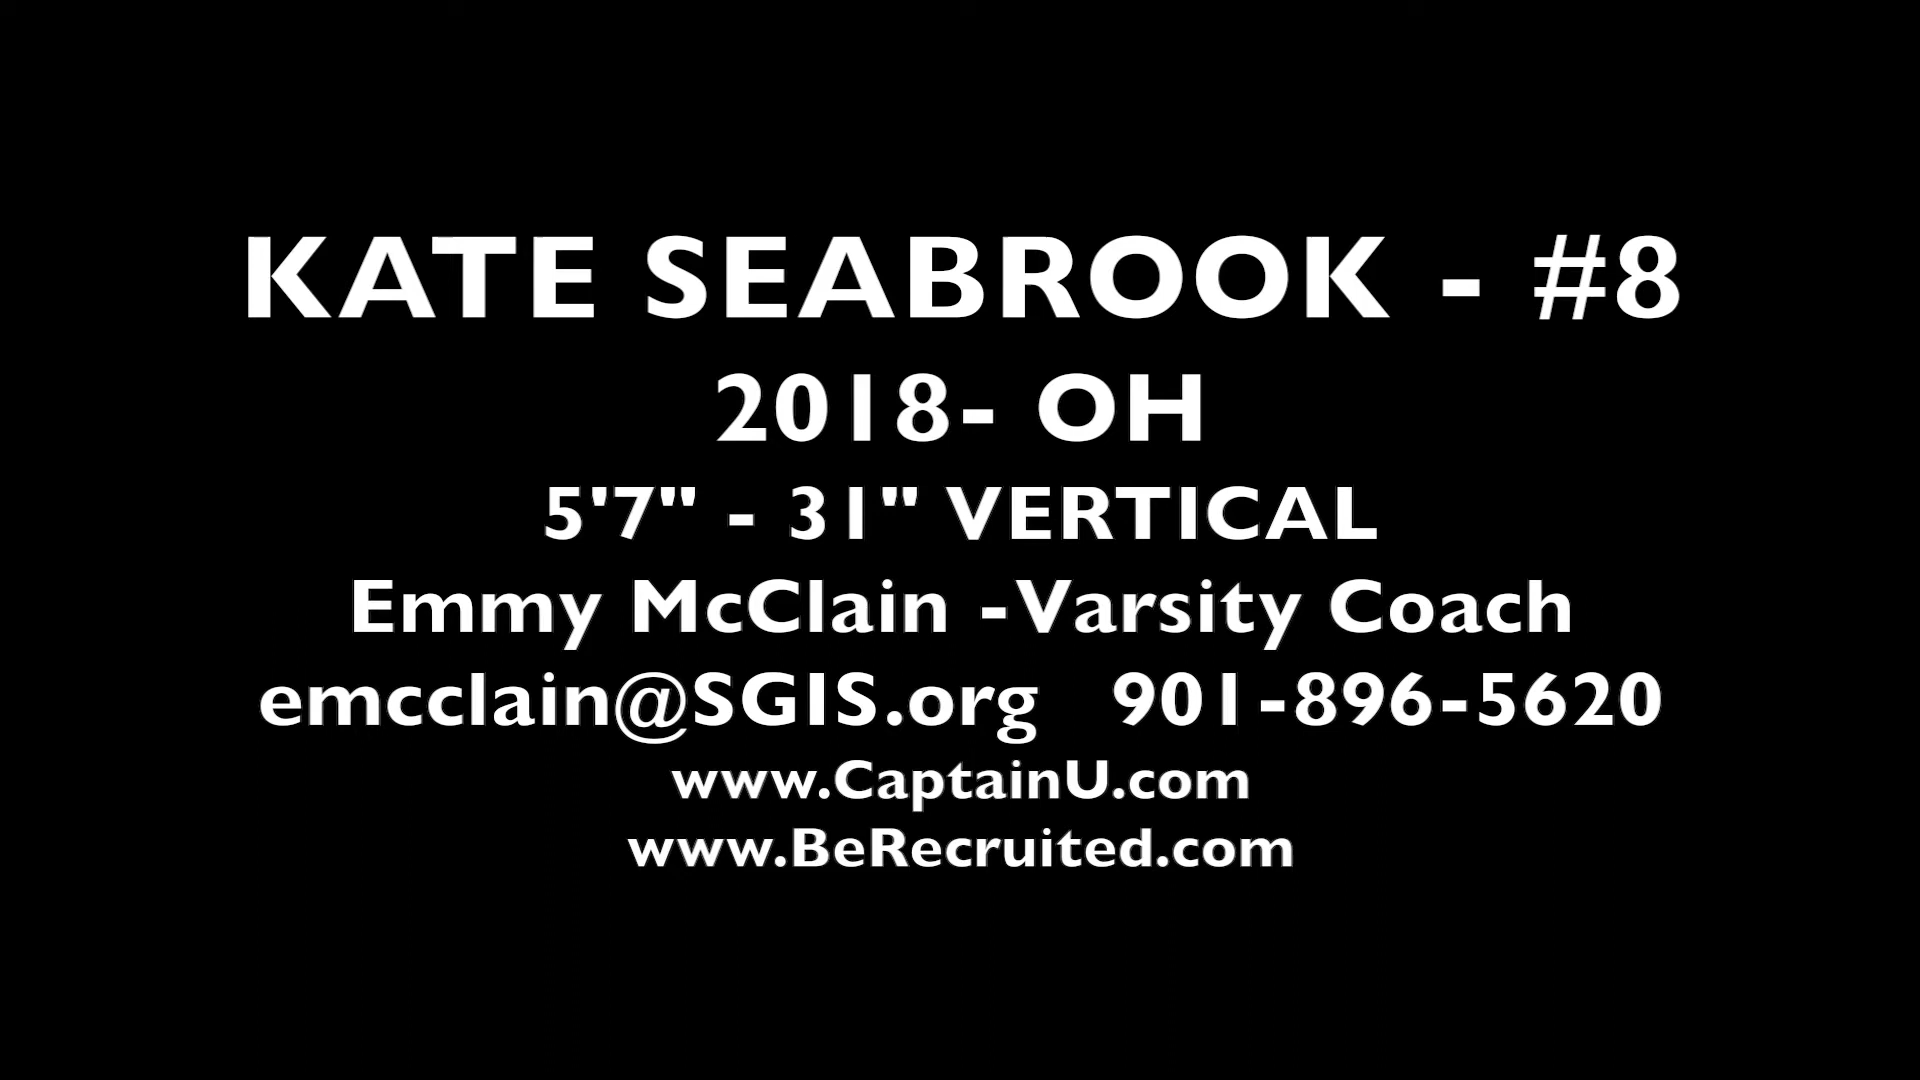 KATE SEABROOK - #8
2018- OH
5'7" - 31" VERTICAL
Emmy McClain -Varsity Coach
emcclain@SGIS.org 901-896-5620
www.CaptainU.com
www.BeRecruited.com